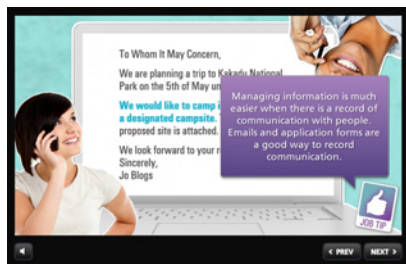 To Whom It May Concern,
We are planning a trip to Kakadu National
Park on the 5th of May
We would like to camp
a designated campsite.
proposed site is attached.
We look forward to your
Sincerely,
Jo Blogs
Managing information is much
easier when there is a record of
communication with people.
Emails and application forms are
a good way to record
communication.
JOB TIP
< PREV
NEXT >